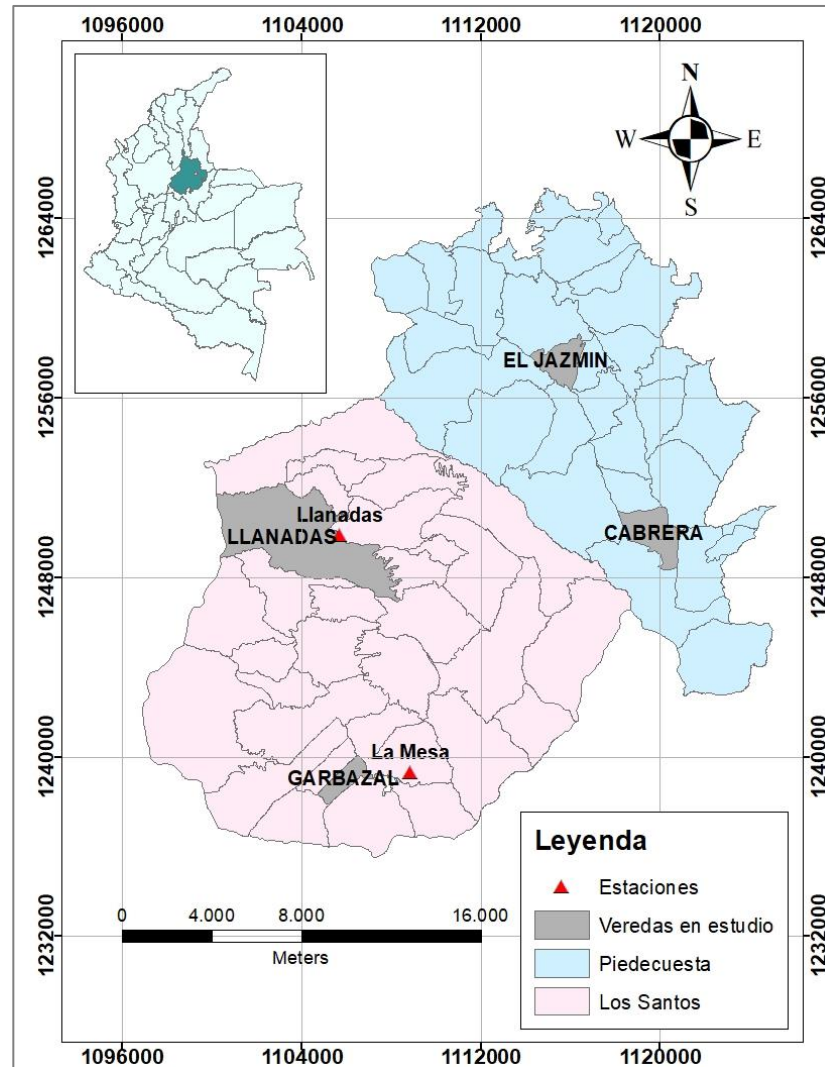 1096000 1104000 1112000 1120000
N
W E
S
1264000 1264000
EL JAZMIN
1256000 1256000
Llanadas
LLANADAS
CABRERA
1248000 1248000
La Mesa
GARBAZAL
1240000 1240000
Leyenda
Estaciones
Veredas en estudio
Piedecuesta
Los Santos
0 4.000 8.000 16.000
Meters
1232000 1232000
1096000 1104000 1112000 1120000